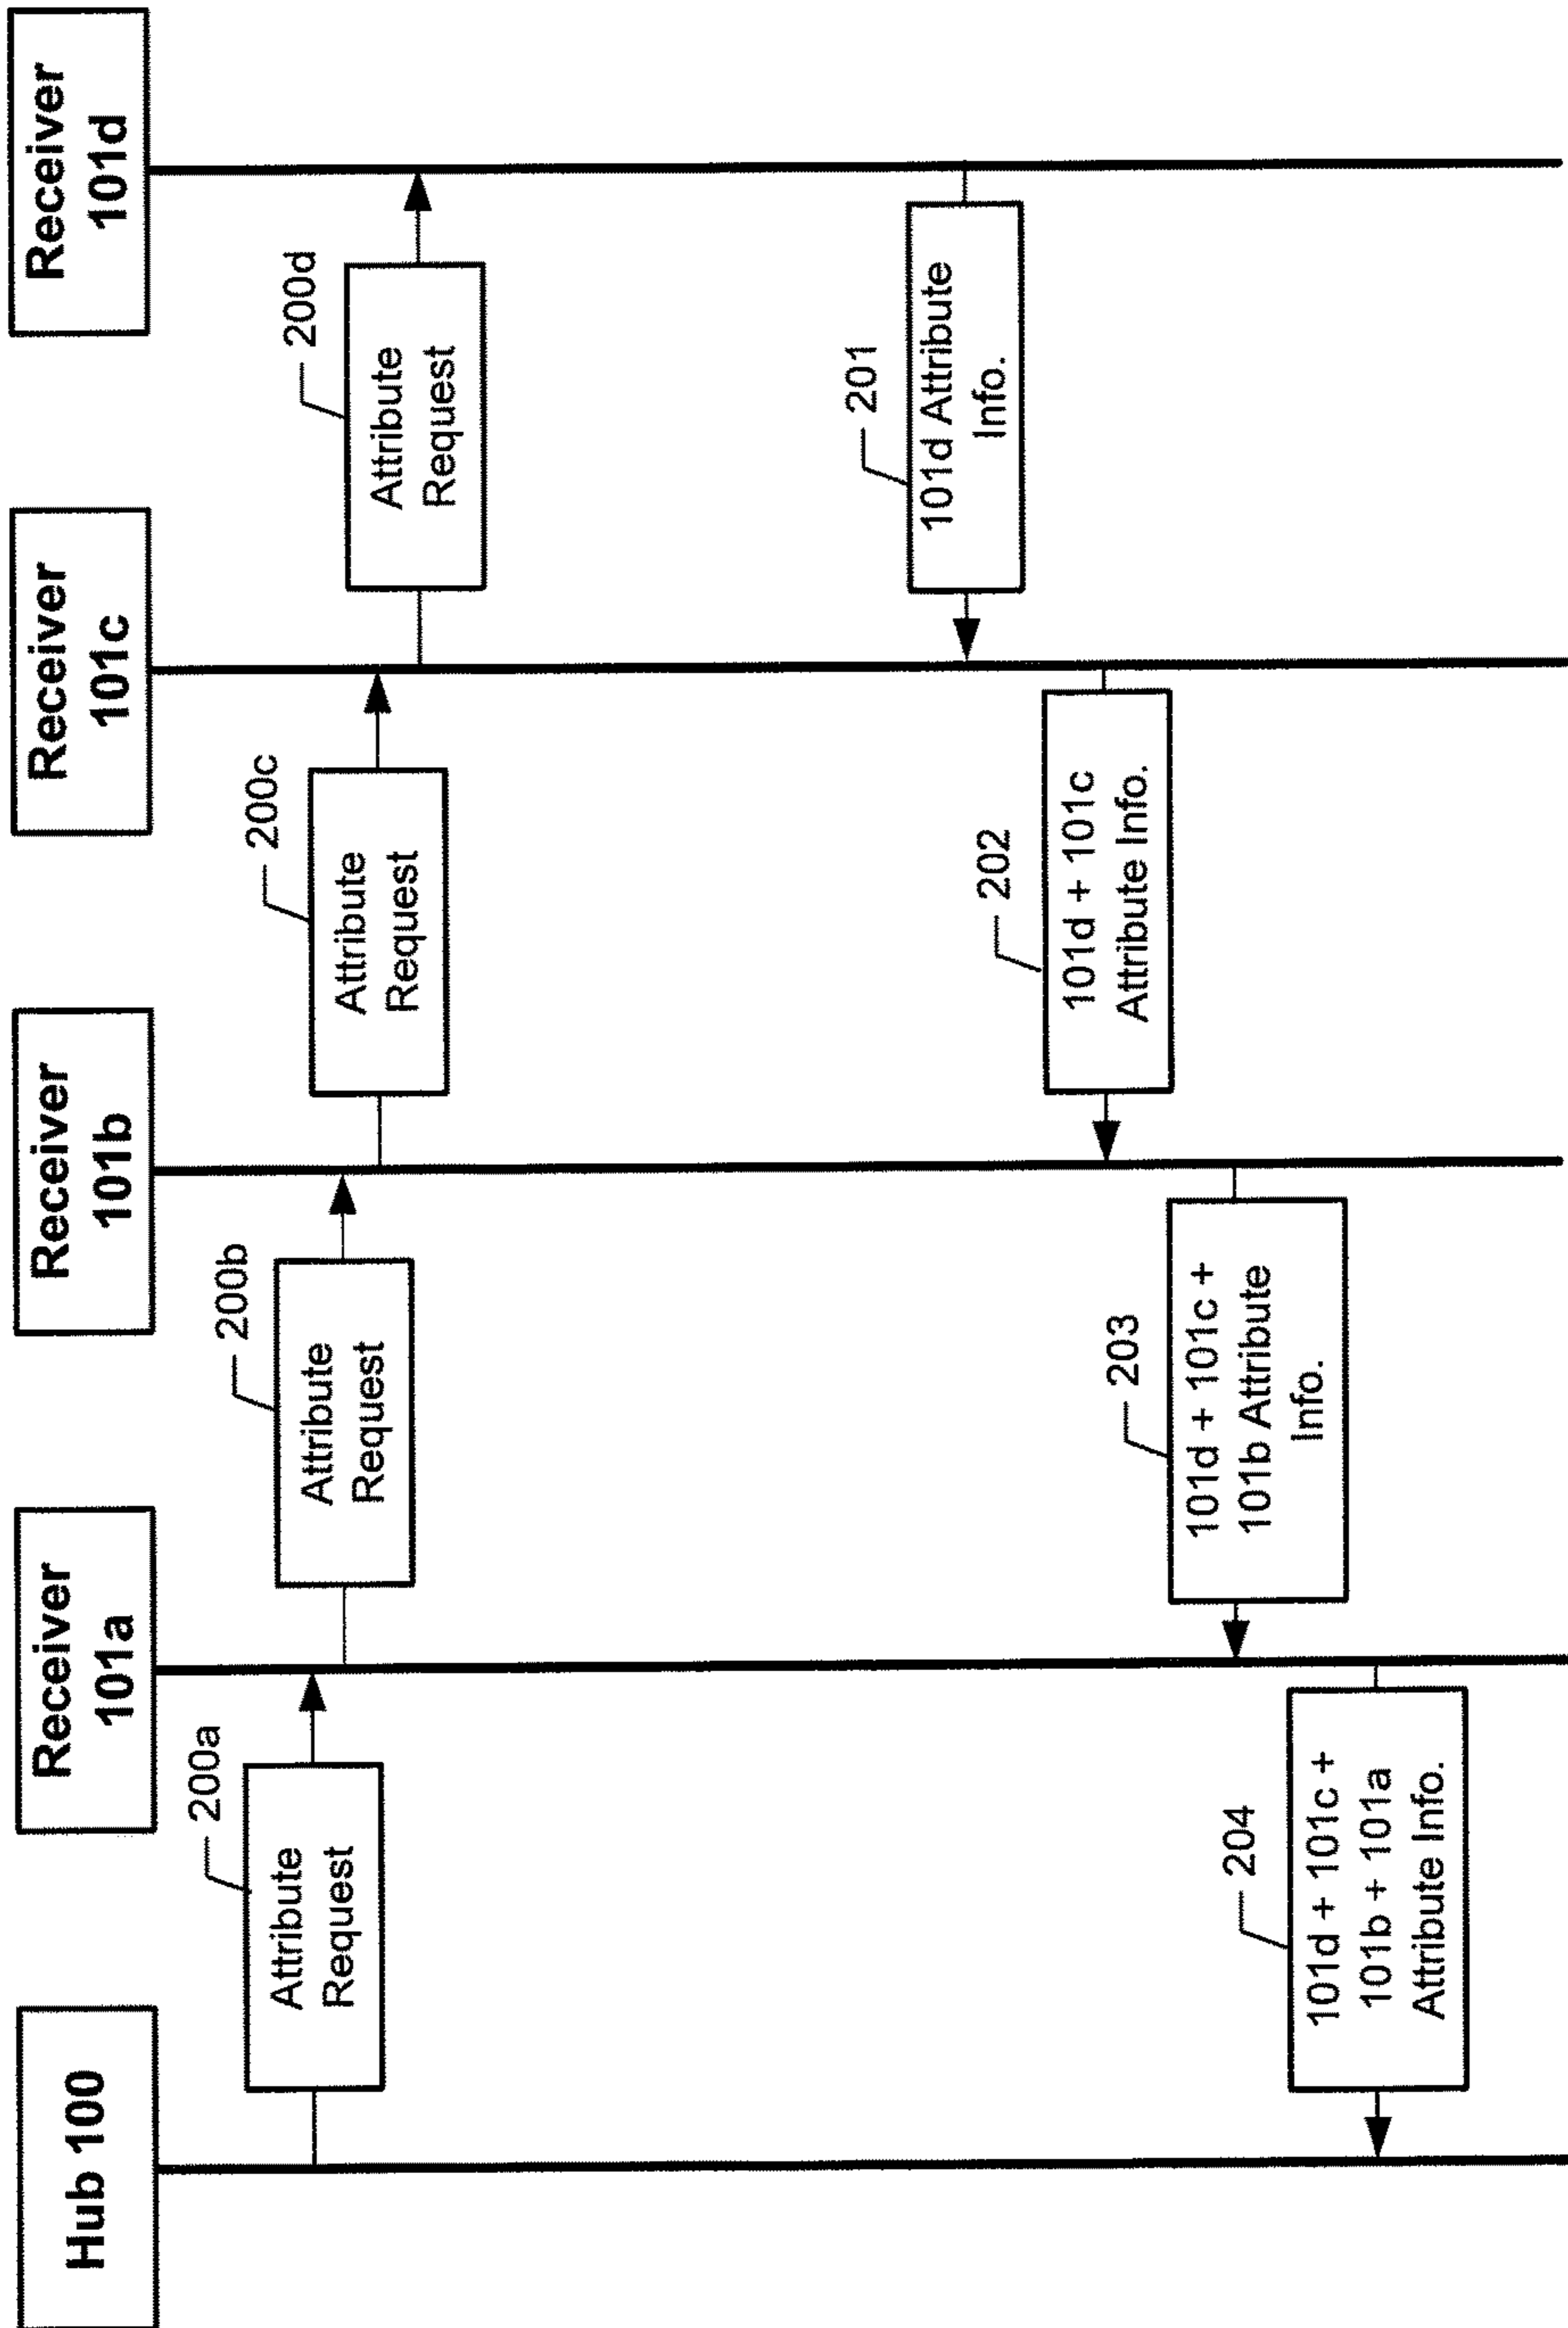 Hub 100
Receiver
101a
Receiver
101b
Receiver
101c
Receiver
101d
200a
Attribute
Request
200b
Attribute
Request
200c
Attribute
Request
200d
Attribute
Request
201
101d Attribute
Info.
202
101d + 101c
Attribute Info.
203
101d + 101c +
101b Attribute
Info.
204
101d + 101c +
101b + 101a
Attribute Info.